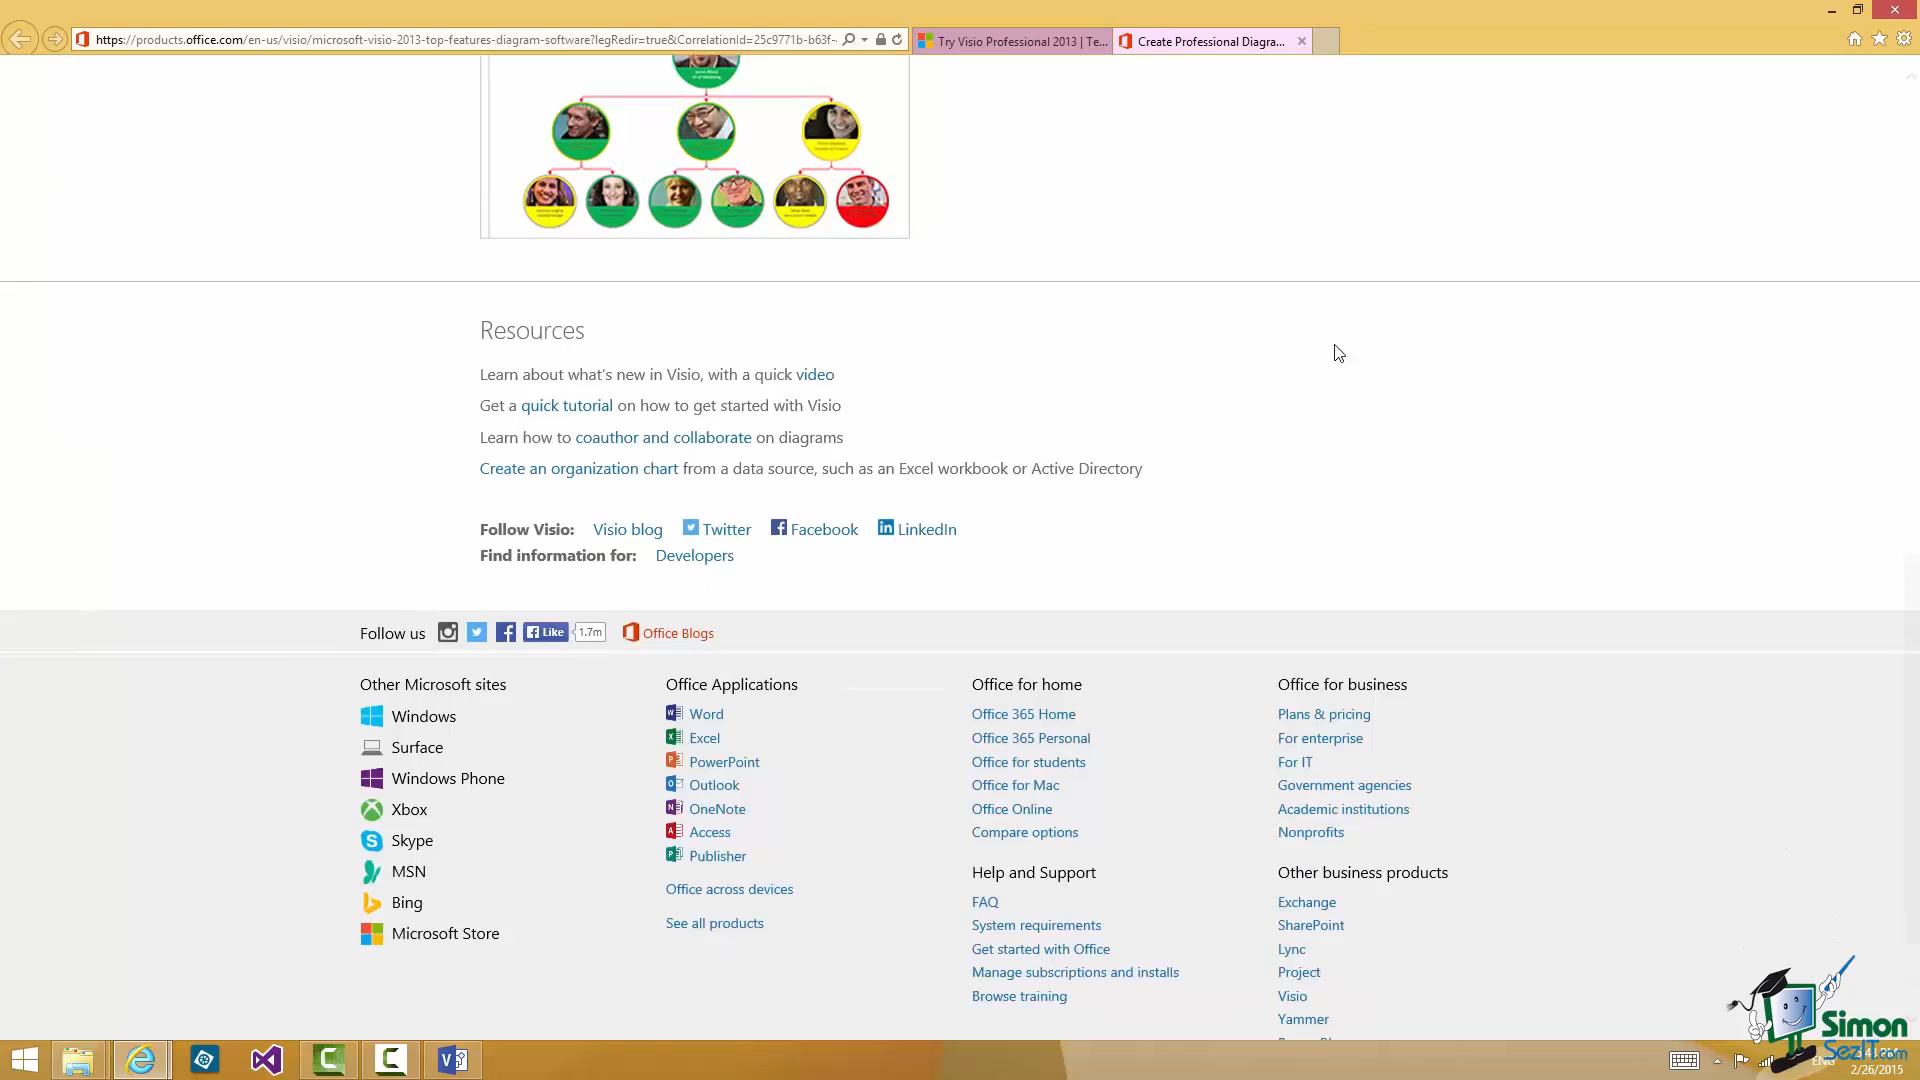 https://products.office.com/en-us/visio/microsoft-visio-2013-top-features-diagram-software?legRedir=true&CorrelationId=25c9771b-b63f-
Try Visio Professional 2013 | Te...
Create Professional Diagra...
Resources
Learn about what's new in Visio, with a quick video
Get a quick tutorial on how to get started with Visio
Learn how to coauthor and collaborate on diagrams
Create an organization chart from a data source, such as an Excel workbook or Active Directory
Follow Visio: Visio blog Twitter Facebook LinkedIn
Find information for: Developers
Follow us Like 1.7m Office Blogs
Other Microsoft sites
Windows
Surface
Windows Phone
Xbox
Skype
MSN
Bing
Microsoft Store
Office Applications
Word
Excel
PowerPoint
Outlook
OneNote
Access
Publisher
Office across devices
See all products
Office for home
Office 365 Home
Office 365 Personal
Office for students
Office for Mac
Office Online
Compare options
Help and Support
FAQ
System requirements
Get started with Office
Manage subscriptions and installs
Browse training
Office for business
Plans & pricing
For enterprise
For IT
Government agencies
Academic institutions
Nonprofits
Other business products
Exchange
SharePoint
Lync
Project
Visio
Yammer
Simon
SezIT.com
ENG
2/26/2015